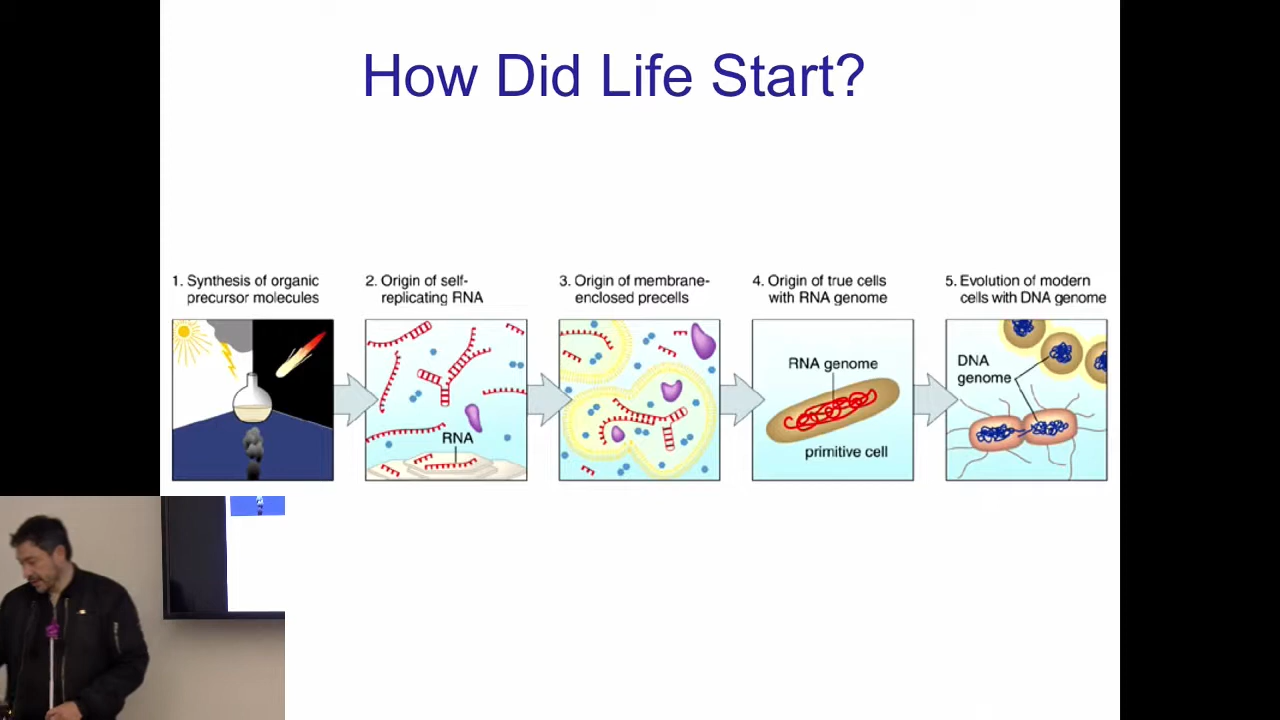 How Did Life Start?
1. Synthesis of organic
precursor molecules
2. Origin of self-
replicating RNA
3. Origin of membrane-
enclosed precells
4. Origin of true cells
with RNA genome
5. Evolution of modern
cells with DNA genome
RNA
RNA genome
primitive cell
DNA
genome